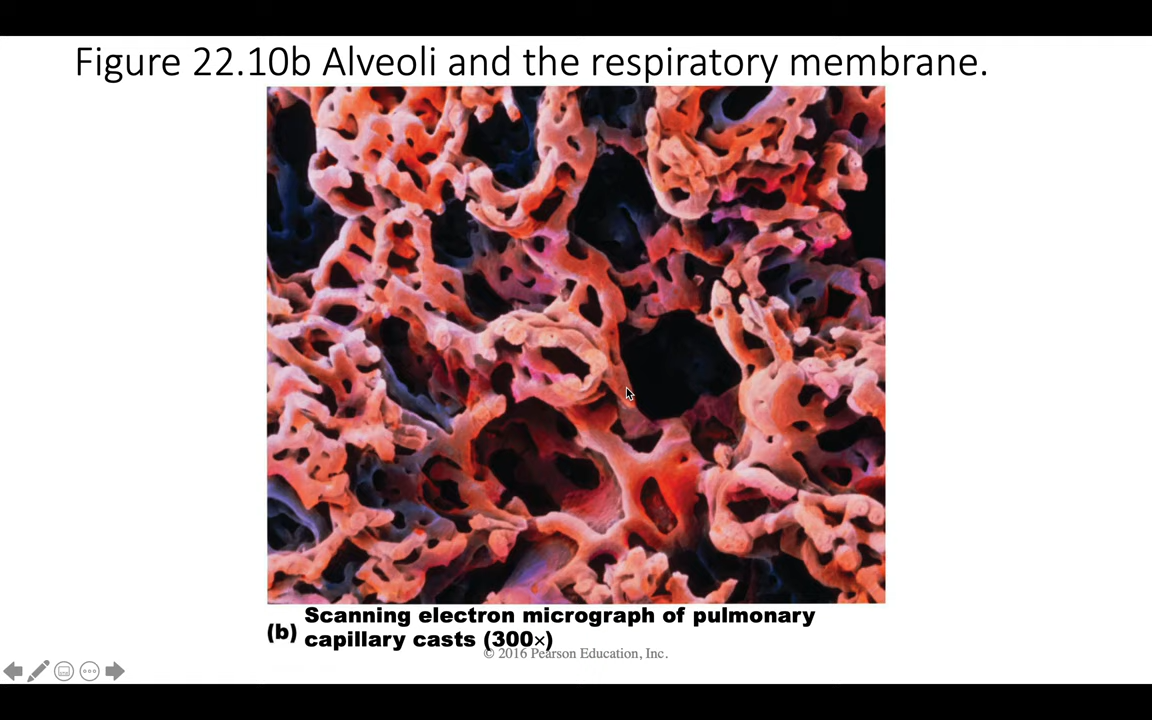 Figure 22.10b Alveoli and the respiratory membrane.
Scanning electron micrograph of pulmonary
(b) capillary casts (300×)
© 2016 Pearson Education, Inc.